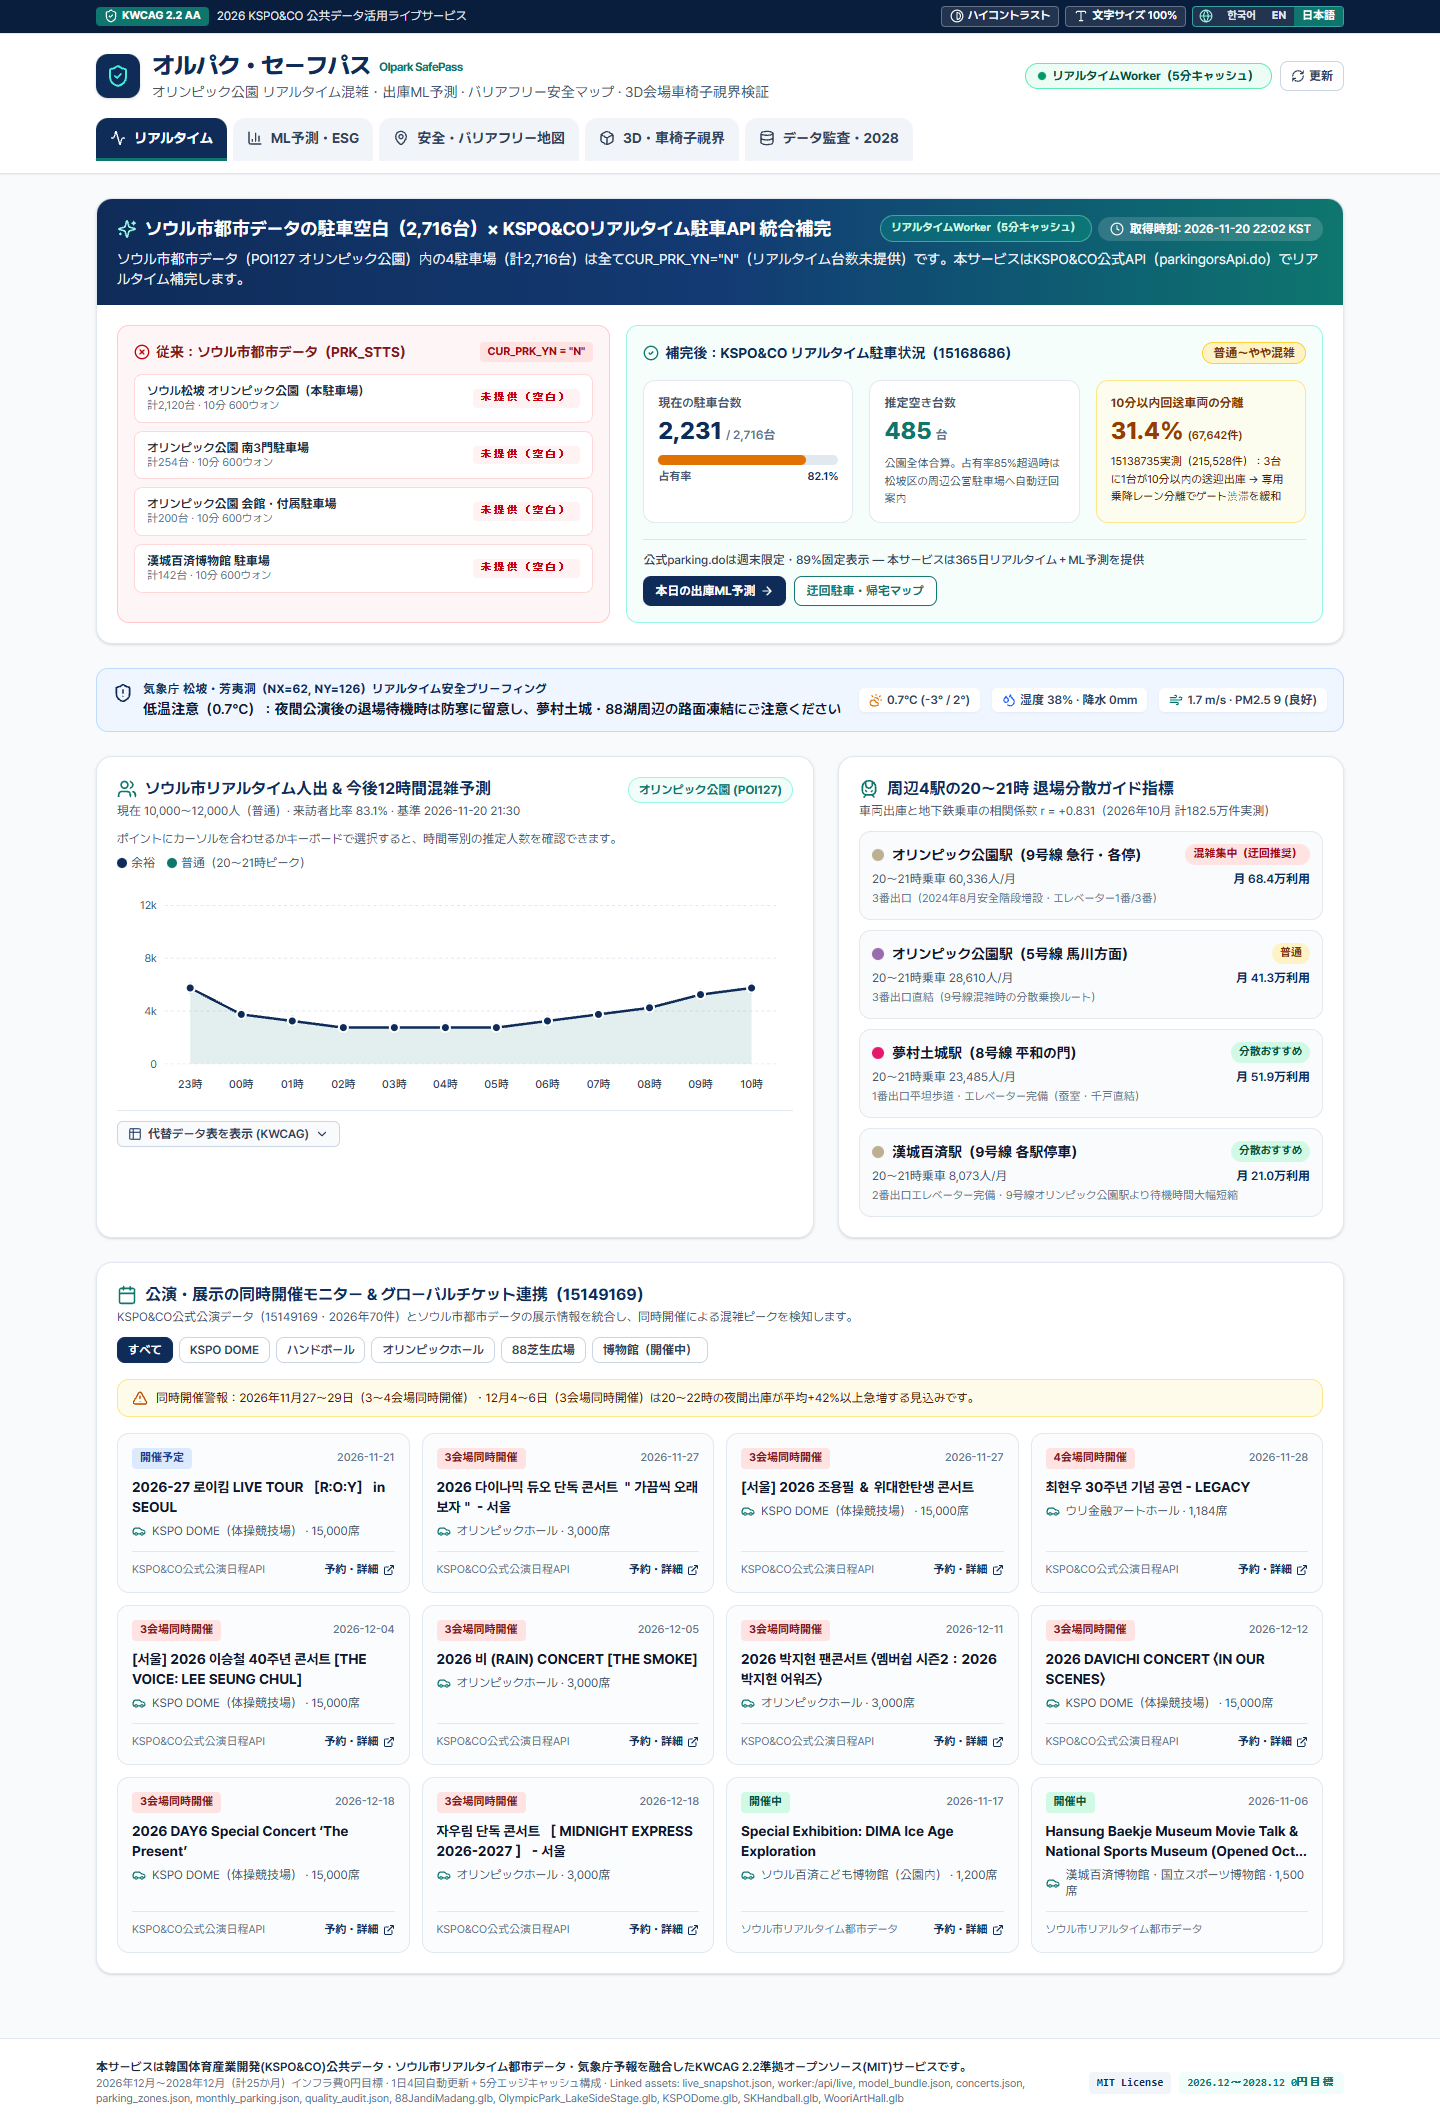 KWCAG 2.2 AA
2026 KSPO&CO 公共データ活用ライブサービス
ハイコントラスト
文字サイズ 100%
한국어
EN
日本語
オルパク・セーフパス Olpark SafePass
オリンピック公園 リアルタイム混雑・出庫ML予測・バリアフリー安全マップ・3D会場車椅子視界検証
リアルタイムWorker（5分キャッシュ）
更新
リアルタイム
ML予測・ESG
安全・バリアフリー地図
3D・車椅子視界
データ監査・2028
ソウル市都市データの駐車空白（2,716台）× KSPO&COリアルタイム駐車API 統合補完
リアルタイムWorker（5分キャッシュ）
取得時刻: 2026-11-20 22:02 KST
ソウル市都市データ（POI127 オリンピック公園）内の4駐車場（計2,716台）は全てCUR_PRK_YN="N"（リアルタイム台数未提供）です。本サービスはKSPO&CO公式API（parkingorsApi.do）でリア
ルタイム補完します。
従来：ソウル市都市データ（PRK_STTS）
CUR_PRK_YN = "N"
ソウル松坡 オリンピック公園（本駐車場）
計2,120台 · 10分 600ウォン
未提供（空白）
オリンピック公園 南3門駐車場
計254台 · 10分 600ウォン
未提供（空白）
オリンピック公園 会館・付属駐車場
計200台 · 10分 600ウォン
未提供（空白）
漢城百済博物館 駐車場
計142台 · 10分 600ウォン
未提供（空白）
補完後：KSPO&CO リアルタイム駐車状況（15168686）
普通〜やや混雑
現在の駐車台数
2,231 / 2,716台
占有率
82.1%
推定空き台数
485 台
公園全体合算。占有率85%超過時は
松坡区の周辺公営駐車場へ自動迂回
案内
10分以内回送車両の分離
31.4% (67,642件)
15138735実測（215,528件）：3台
に1台が10分以内の送迎出庫 → 専用
乗降レーン分離でゲート渋滞を緩和
公式parking.doは週末限定・89%固定表示 — 本サービスは365日リアルタイム＋ML予測を提供
本日の出庫ML予測 →
迂回駐車・帰宅マップ
気象庁 松坡・芳夷洞（NX=62, NY=126）リアルタイム安全ブリーフィング
低温注意（0.7°C）：夜間公演後の退場待機時は防寒に留意し、夢村土城・88湖周辺の路面凍結にご注意ください
0.7°C (-3° / 2°)
湿度 38% · 降水 0mm
1.7 m/s · PM2.5 9 (良好)
ソウル市リアルタイム人出 & 今後12時間混雑予測
オリンピック公園 (POI127)
現在 10,000〜12,000人（普通）· 来訪者比率 83.1% · 基準 2026-11-20 21:30
ポイントにカーソルを合わせるかキーボードで選択すると、時間帯別の推定人数を確認できます。
余裕
普通（20〜21時ピーク）
12k
8k
4k
0
23時 00時 01時 02時 03時 04時 05時 06時 07時 08時 09時 10時
代替データ表を表示 (KWCAG)
周辺4駅の20〜21時 退場分散ガイド指標
車両出庫と地下鉄乗車の相関係数 r = +0.831（2026年10月 計182.5万件実測）
オリンピック公園駅（9号線 急行・各停）
混雑集中（迂回推奨）
20〜21時乗車 60,336人/月
月 68.4万利用
3番出口（2024年8月安全階段増設・エレベーター1番/3番）
オリンピック公園駅（5号線 馬川方面）
普通
20〜21時乗車 28,610人/月
月 41.3万利用
3番出口直結（9号線混雑時の分散乗換ルート）
夢村土城駅（8号線 平和の門）
分散おすすめ
20〜21時乗車 23,485人/月
月 51.9万利用
1番出口平坦歩道・エレベーター完備（蚕室・千戸直結）
漢城百済駅（9号線 各駅停車）
分散おすすめ
20〜21時乗車 8,073人/月
月 21.0万利用
2番出口エレベーター完備・9号線オリンピック公園駅より待機時間大幅短縮
公演・展示の同時開催モニター & グローバルチケット連携（15149169）
KSPO&CO公式公演データ（15149169・2026年70件）とソウル市都市データの展示情報を統合し、同時開催による混雑ピークを検知します。
すべて
KSPO DOME
ハンドボール
オリンピックホール
88芝生広場
博物館（開催中）
同時開催警報：2026年11月27〜29日（3〜4会場同時開催）・12月4〜6日（3会場同時開催）は20〜22時の夜間出庫が平均+42%以上急増する見込みです。
開催予定
2026-11-21
2026-27 로이킴 LIVE TOUR ［R:O:Y］ in
SEOUL
KSPO DOME（体操競技場） · 15,000席
KSPO&CO公式公演日程API
予約・詳細
3会場同時開催
2026-11-27
2026 다이나믹 듀오 단독 콘서트 ＂가끔씩 오래
보자＂ - 서울
オリンピックホール · 3,000席
KSPO&CO公式公演日程API
予約・詳細
3会場同時開催
2026-11-27
[서울] 2026 조용필 & 위대한탄생 콘서트
KSPO DOME（体操競技場） · 15,000席
KSPO&CO公式公演日程API
予約・詳細
4会場同時開催
2026-11-28
최현우 30주년 기념 공연 - LEGACY
ウリ金融アートホール · 1,184席
KSPO&CO公式公演日程API
予約・詳細
3会場同時開催
2026-12-04
[서울] 2026 이승철 40주년 콘서트 [THE
VOICE: LEE SEUNG CHUL]
KSPO DOME（体操競技場） · 15,000席
KSPO&CO公式公演日程API
予約・詳細
3会場同時開催
2026-12-05
2026 비 (RAIN) CONCERT [THE SMOKE]
オリンピックホール · 3,000席
KSPO&CO公式公演日程API
予約・詳細
3会場同時開催
2026-12-11
2026 박지현 팬콘서트 〈멤버쉽 시즌2 : 2026
박지현 어워즈〉
オリンピックホール · 3,000席
KSPO&CO公式公演日程API
予約・詳細
3会場同時開催
2026-12-12
2026 DAVICHI CONCERT 〈IN OUR
SCENES〉
KSPO DOME（体操競技場） · 15,000席
KSPO&CO公式公演日程API
予約・詳細
3会場同時開催
2026-12-18
2026 DAY6 Special Concert ‘The
Present’
KSPO DOME（体操競技場） · 15,000席
KSPO&CO公式公演日程API
予約・詳細
3会場同時開催
2026-12-18
자우림 단독 콘서트 ［ MIDNIGHT EXPRESS
2026-2027 ］ - 서울
オリンピックホール · 3,000席
KSPO&CO公式公演日程API
予約・詳細
開催中
2026-11-17
Special Exhibition: DIMA Ice Age
Exploration
ソウル百済こども博物館（公園内） · 1,200席
ソウル市リアルタイム都市データ
予約・詳細
開催中
2026-11-06
Hansung Baekje Museum Movie Talk &
National Sports Museum (Opened Oct...
漢城百済博物館・国立スポーツ博物館 · 1,500
席
ソウル市リアルタイム都市データ
本サービスは韓国体育産業開発(KSPO&CO)公共データ・ソウル市リアルタイム都市データ・気象庁予報を融合したKWCAG 2.2準拠オープンソース(MIT)サービスです。
2026年12月〜2028年12月（計25か月）インフラ費0円目標 · 1日4回自動更新＋5分エッジキャッシュ構成 · Linked assets: live_snapshot.json, worker:/api/live, model_bundle.json, concerts.json,
parking_zones.json, monthly_parking.json, quality_audit.json, 88JandiMadang.glb, OlympicPark_LakeSideStage.glb, KSPODome.glb, SKHandball.glb, WooriArtHall.glb
MIT License
2026.12〜2028.12 0円目標